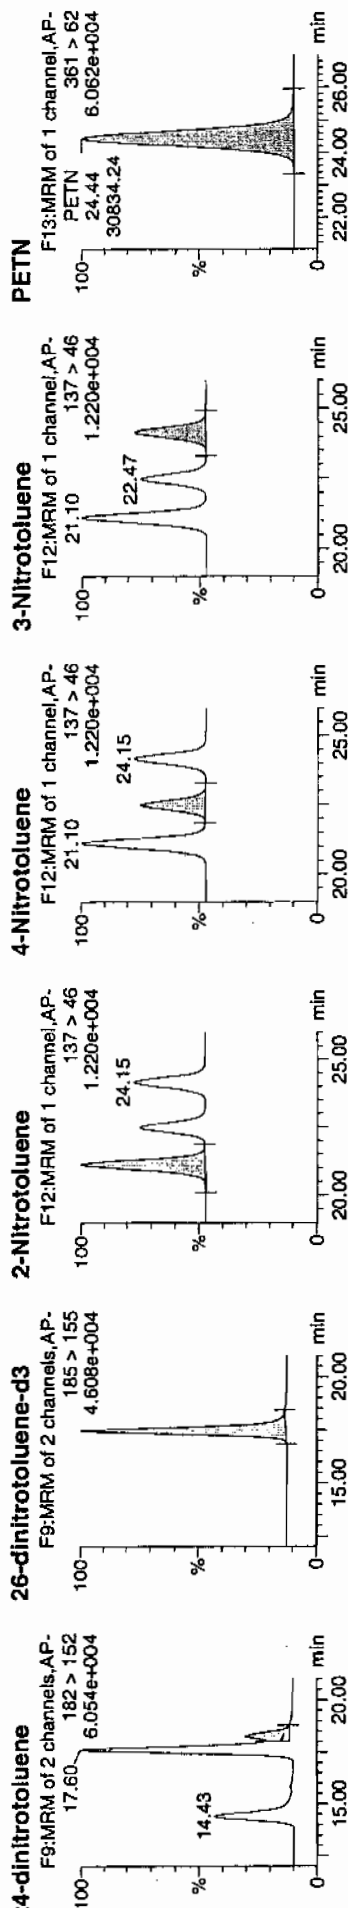 4-dinitrotoluene
F9:MRM of 2 channels,AP-
182 > 152
6.054e+004
17.60
14.43
100
%
0
15.00
20.00
min
26-dinitrotoluene-d3
F9:MRM of 2 channels,AP-
185 > 155
4.608e+004
100
%
0
15.00
20.00
min
2-Nitrotoluene
F12:MRM of 1 channel,AP-
137 > 46
1.220e+004
24.15
100
%
0
20.00
25.00
min
4-Nitrotoluene
F12:MRM of 1 channel,AP-
137 > 46
1.220e+004
21.10
24.15
100
%
0
20.00
25.00
min
3-Nitrotoluene
F12:MRM of 1 channel,AP-
137 > 46
1.220e+004
21.10
22.47
100
%
0
20.00
25.00
min
PETN
F13:MRM of 1 channel,AP-
361 > 62
6.062e+004
PETN
24.44
30834.24
100
%
0
22.00
24.00
26.00
min